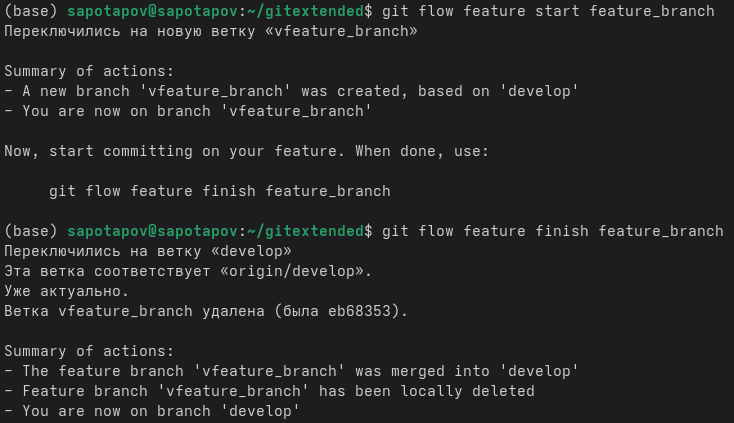 (base) sapotapov@sapotapov:~/gitextended$ git flow feature start feature_branch
Переключились на новую ветку «vfeature_branch»
Summary of actions:
- A new branch 'vfeature_branch' was created, based on 'develop'
- You are now on branch 'vfeature_branch'
Now, start committing on your feature. When done, use:
git flow feature finish feature_branch
(base) sapotapov@sapotapov:~/gitextended$ git flow feature finish feature_branch
Переключились на ветку «develop»
Эта ветка соответствует «origin/develop».
Уже актуально.
Ветка vfeature_branch удалена (была eb68353).
Summary of actions:
- The feature branch 'vfeature_branch' was merged into 'develop'
- Feature branch 'vfeature_branch' has been locally deleted
- You are now on branch 'develop'